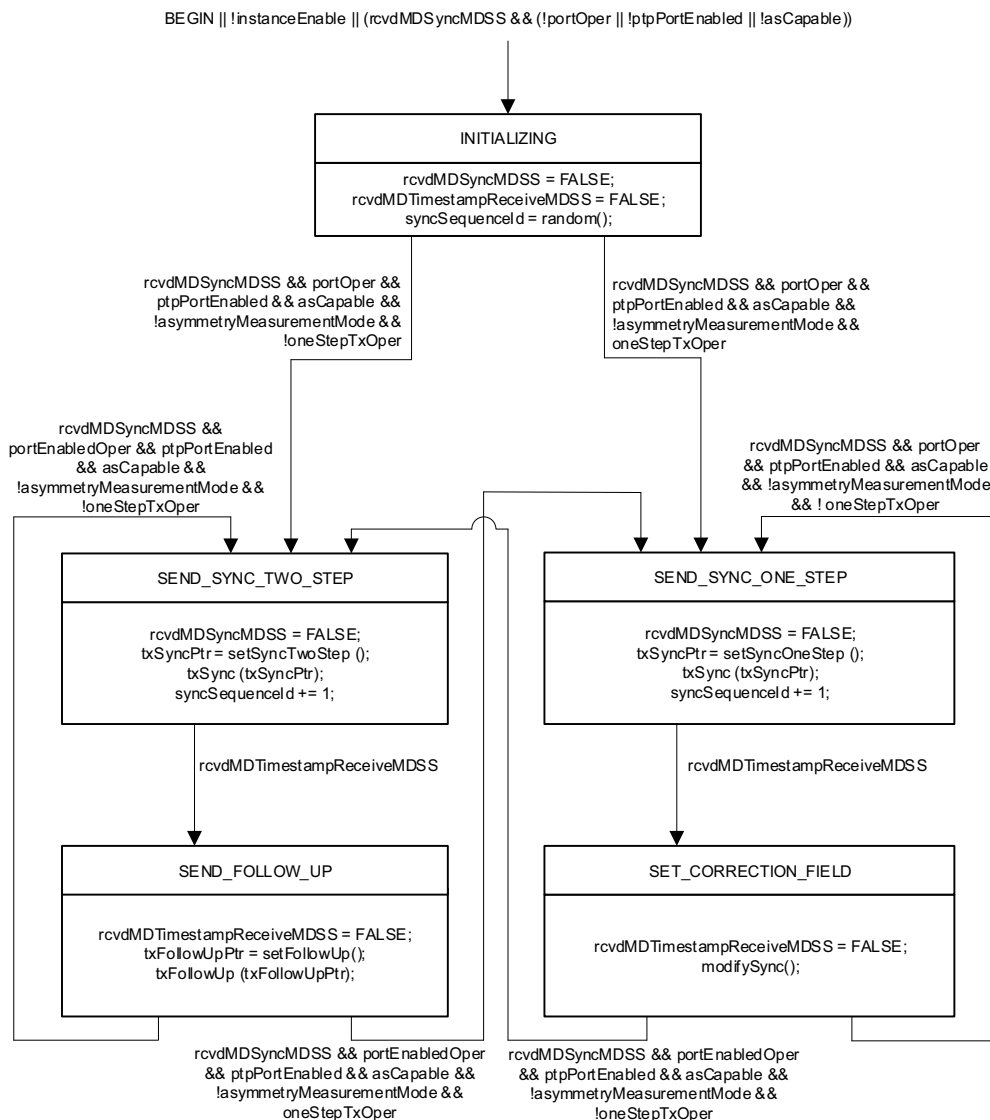 BEGIN || !instanceEnable || (rcvdMDSyncMDSS && (!portOper || !ptpPortEnabled || !asCapable))
INITIALIZING
rcvdMDSyncMDSS = FALSE;
rcvdMDTimestampReceiveMDSS = FALSE;
syncSequenceId = random();
rcvdMDSyncMDSS && portOper &&
ptpPortEnabled && asCapable &&
!asymmetryMeasurementMode &&
!oneStepTxOper
rcvdMDSyncMDSS && portOper &&
ptpPortEnabled && asCapable &&
!asymmetryMeasurementMode &&
oneStepTxOper
rcvdMDSyncMDSS &&
portEnabledOper && ptpPortEnabled
&& asCapable &&
!asymmetryMeasurementMode &&
!oneStepTxOper
rcvdMDSyncMDSS && portOper
&& ptpPortEnabled && asCapable
&& !asymmetryMeasurementMode
&& ! oneStepTxOper
SEND_SYNC_TWO_STEP
rcvdMDSyncMDSS = FALSE;
txSyncPtr = setSyncTwoStep ();
txSync (txSyncPtr);
syncSequenceId += 1;
SEND_SYNC_ONE_STEP
rcvdMDSyncMDSS = FALSE;
txSyncPtr = setSyncOneStep ();
txSync (txSyncPtr);
syncSequenceId += 1;
rcvdMDTimestampReceiveMDSS
rcvdMDTimestampReceiveMDSS
SEND_FOLLOW_UP
rcvdMDTimestampReceiveMDSS = FALSE;
txFollowUpPtr = setFollowUp();
txFollowUp (txFollowUpPtr);
SET_CORRECTION_FIELD
rcvdMDTimestampReceiveMDSS = FALSE;
modifySync();
rcvdMDSyncMDSS && portEnabledOper
&& ptpPortEnabled && asCapable &&
!asymmetryMeasurementMode &&
oneStepTxOper
rcvdMDSyncMDSS && portEnabledOper
&& ptpPortEnabled && asCapable &&
!asymmetryMeasurementMode &&
!oneStepTxOper